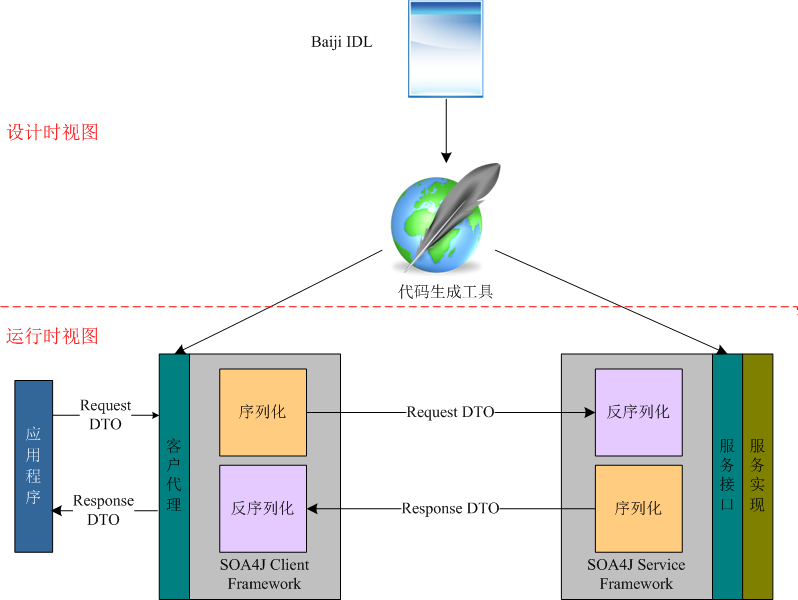 Baiji IDL
设计时视图
代码生成工具
运行时视图
应用程序
Request
DTO
Response
DTO
客户代理
序列化
反序列化
SOA4J Client
Framework
Request DTO
Response DTO
反序列化
序列化
SOA4J Service
Framework
服务接口
服务实现